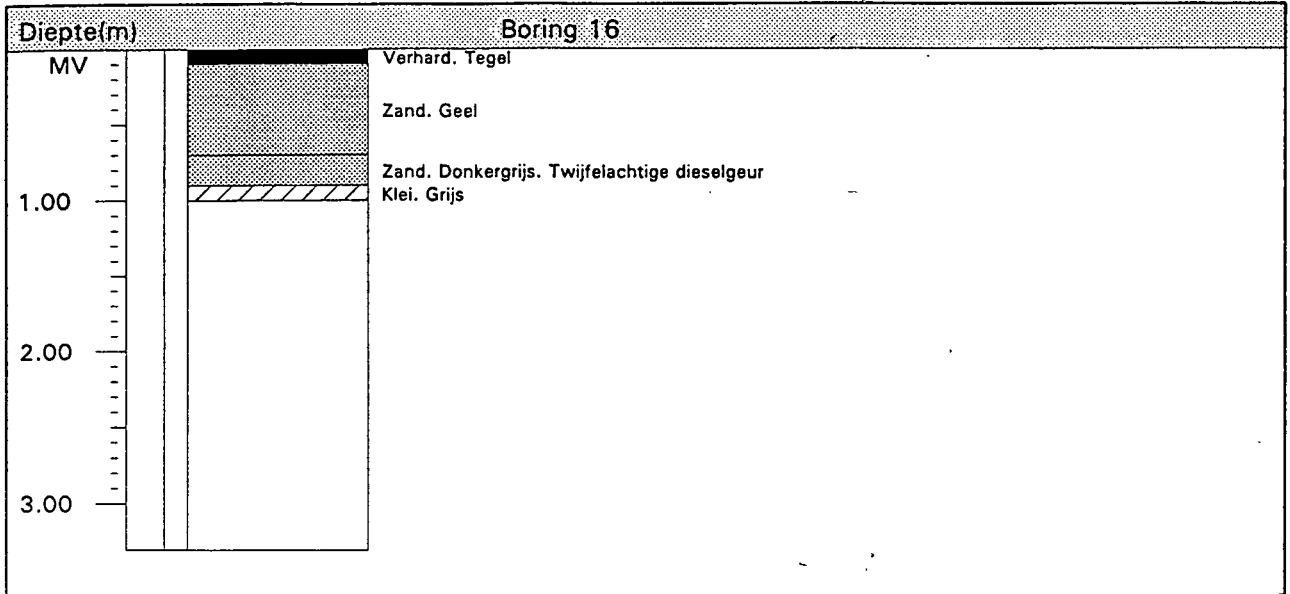 Diepte(m) Boring 16
MV Verhard. Tegel
Zand. Geel
Zand. Donkergrijs. Twijfelachtige dieselgeur
1.00 Klei. Grijs
2.00
3.00